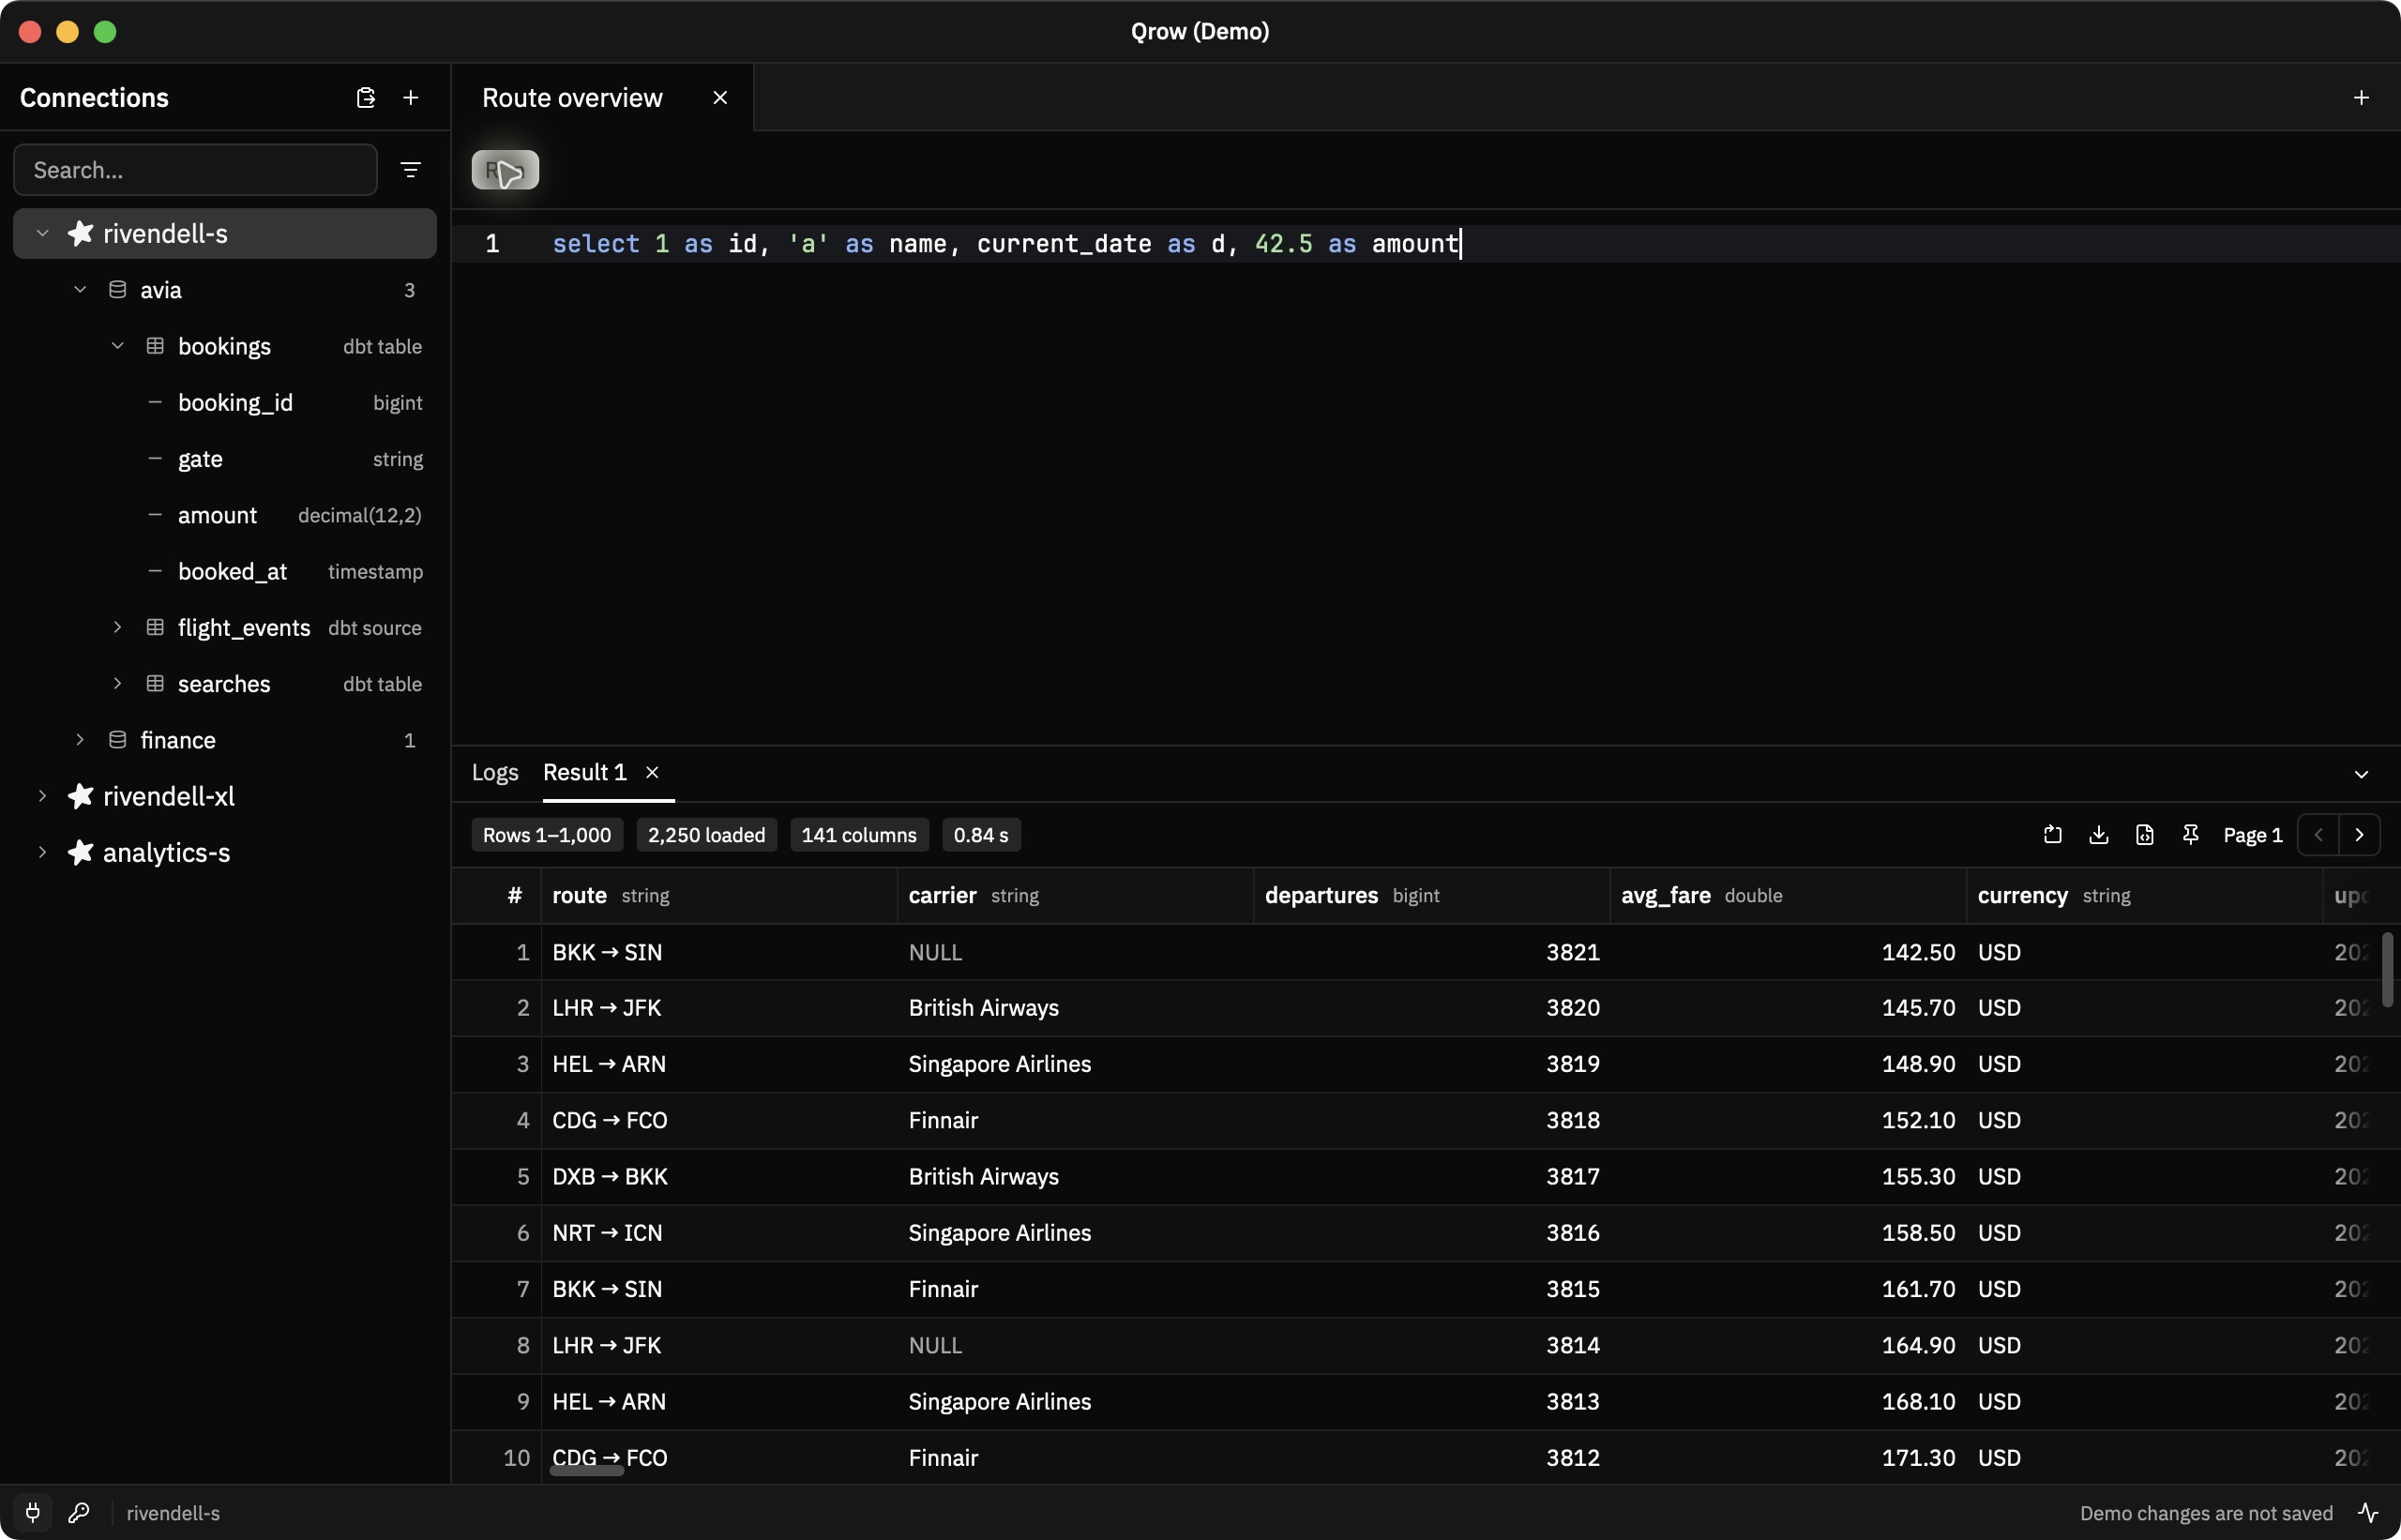 Qrow (Demo)
Connections
Route overview
Search...
rivendell-s
avia 3
bookings dbt table
booking_id bigint
gate string
amount decimal(12,2)
booked_at timestamp
flight_events dbt source
searches dbt table
finance 1
rivendell-xl
analytics-s
1 select 1 as id, 'a' as name, current_date as d, 42.5 as amount
Logs Result 1
Rows 1–1,000 2,250 loaded 141 columns 0.84 s Page 1
# route string carrier string departures bigint avg_fare double currency string
1 BKK → SIN NULL 3821 142.50 USD
2 LHR → JFK British Airways 3820 145.70 USD
3 HEL → ARN Singapore Airlines 3819 148.90 USD
4 CDG → FCO Finnair 3818 152.10 USD
5 DXB → BKK British Airways 3817 155.30 USD
6 NRT → ICN Singapore Airlines 3816 158.50 USD
7 BKK → SIN Finnair 3815 161.70 USD
8 LHR → JFK NULL 3814 164.90 USD
9 HEL → ARN Singapore Airlines 3813 168.10 USD
10 CDG → FCO Finnair 3812 171.30 USD
rivendell-s
Demo changes are not saved